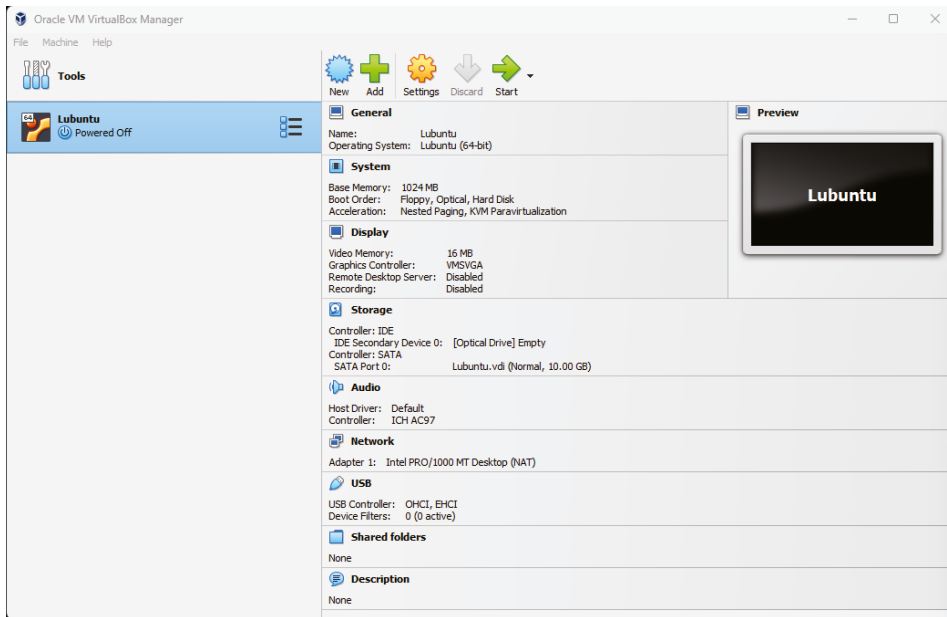 Oracle VM VirtualBox Manager
File Machine Help
Tools
New Add Settings Discard Start
64
Lubuntu
Powered Off
General
Name: Lubuntu
Operating System: Lubuntu (64-bit)
System
Base Memory: 1024 MB
Boot Order: Floppy, Optical, Hard Disk
Acceleration: Nested Paging, KVM Paravirtualization
Display
Video Memory: 16 MB
Graphics Controller: VMSVGA
Remote Desktop Server: Disabled
Recording: Disabled
Preview
Lubuntu
Storage
Controller: IDE
IDE Secondary Device 0: [Optical Drive] Empty
Controller: SATA
SATA Port 0: Lubuntu.vdi (Normal, 10.00 GB)
Audio
Host Driver: Default
Controller: ICH AC97
Network
Adapter 1: Intel PRO/1000 MT Desktop (NAT)
USB
USB Controller: OHCI, EHCI
Device Filters: 0 (0 active)
Shared folders
None
Description
None